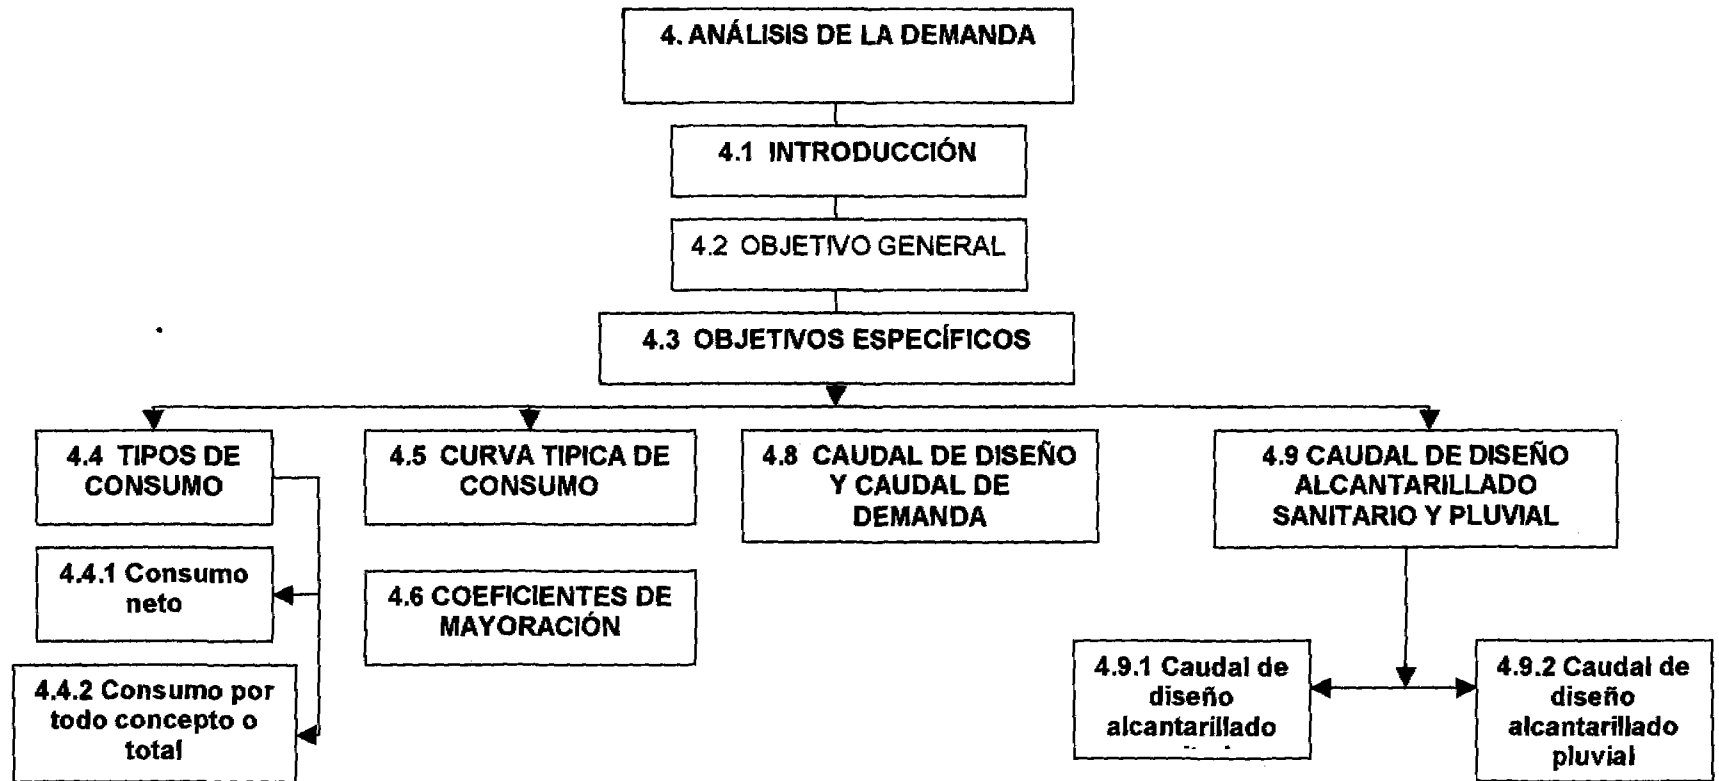 4. ANÁLISIS DE LA DEMANDA
4.1 INTRODUCCIÓN
4.2 OBJETIVO GENERAL
4.3 OBJETIVOS ESPECÍFICOS
4.4 TIPOS DE
CONSUMO
4.4.1 Consumo
neto
4.4.2 Consumo por
todo concepto o
total
4.5 CURVA TIPICA DE
CONSUMO
4.6 COEFICIENTES DE
MAYORACIÓN
4.8 CAUDAL DE DISEÑO
Y CAUDAL DE
DEMANDA
4.9 CAUDAL DE DISEÑO
ALCANTARILLADO
SANITARIO Y PLUVIAL
4.9.1 Caudal de
diseño
alcantarillado
4.9.2 Caudal de
diseño
alcantarillado
pluvial